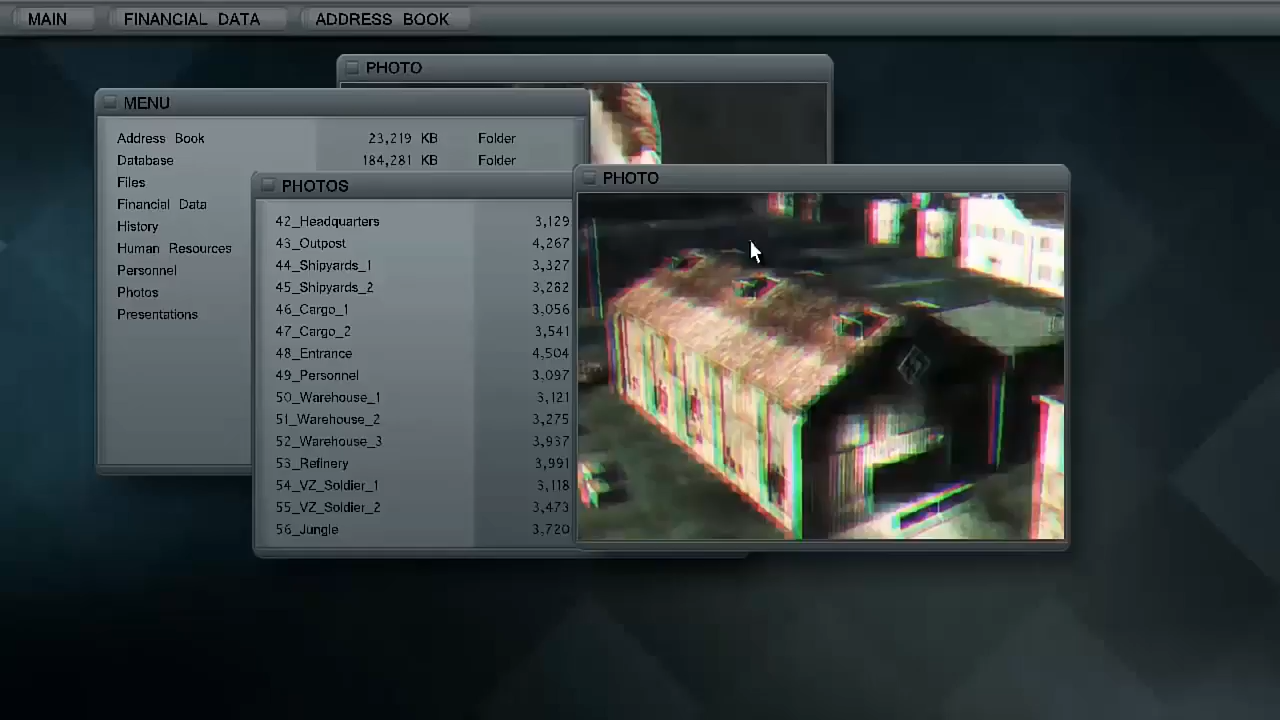 MAIN FINANCIAL DATA ADDRESS BOOK
PHOTO
MENU
Address Book 23,219 KB Folder
Database 184,281 KB Folder
Files
Financial Data
History
Human Resources
Personnel
Photos
Presentations
PHOTOS
42_Headquarters 3,129
43_Outpost 4,267
44_Shipyards_1 3,327
45_Shipyards_2 3,282
46_Cargo_1 3,056
47_Cargo_2 3,541
48_Entrance 4,504
49_Personnel 3,097
50_Warehouse_1 3,121
51_Warehouse_2 3,275
52_Warehouse_3 3,937
53_Refinery 3,991
54_VZ_Soldier_1 3,118
55_VZ_Soldier_2 3,473
56_Jungle 3,720
PHOTO